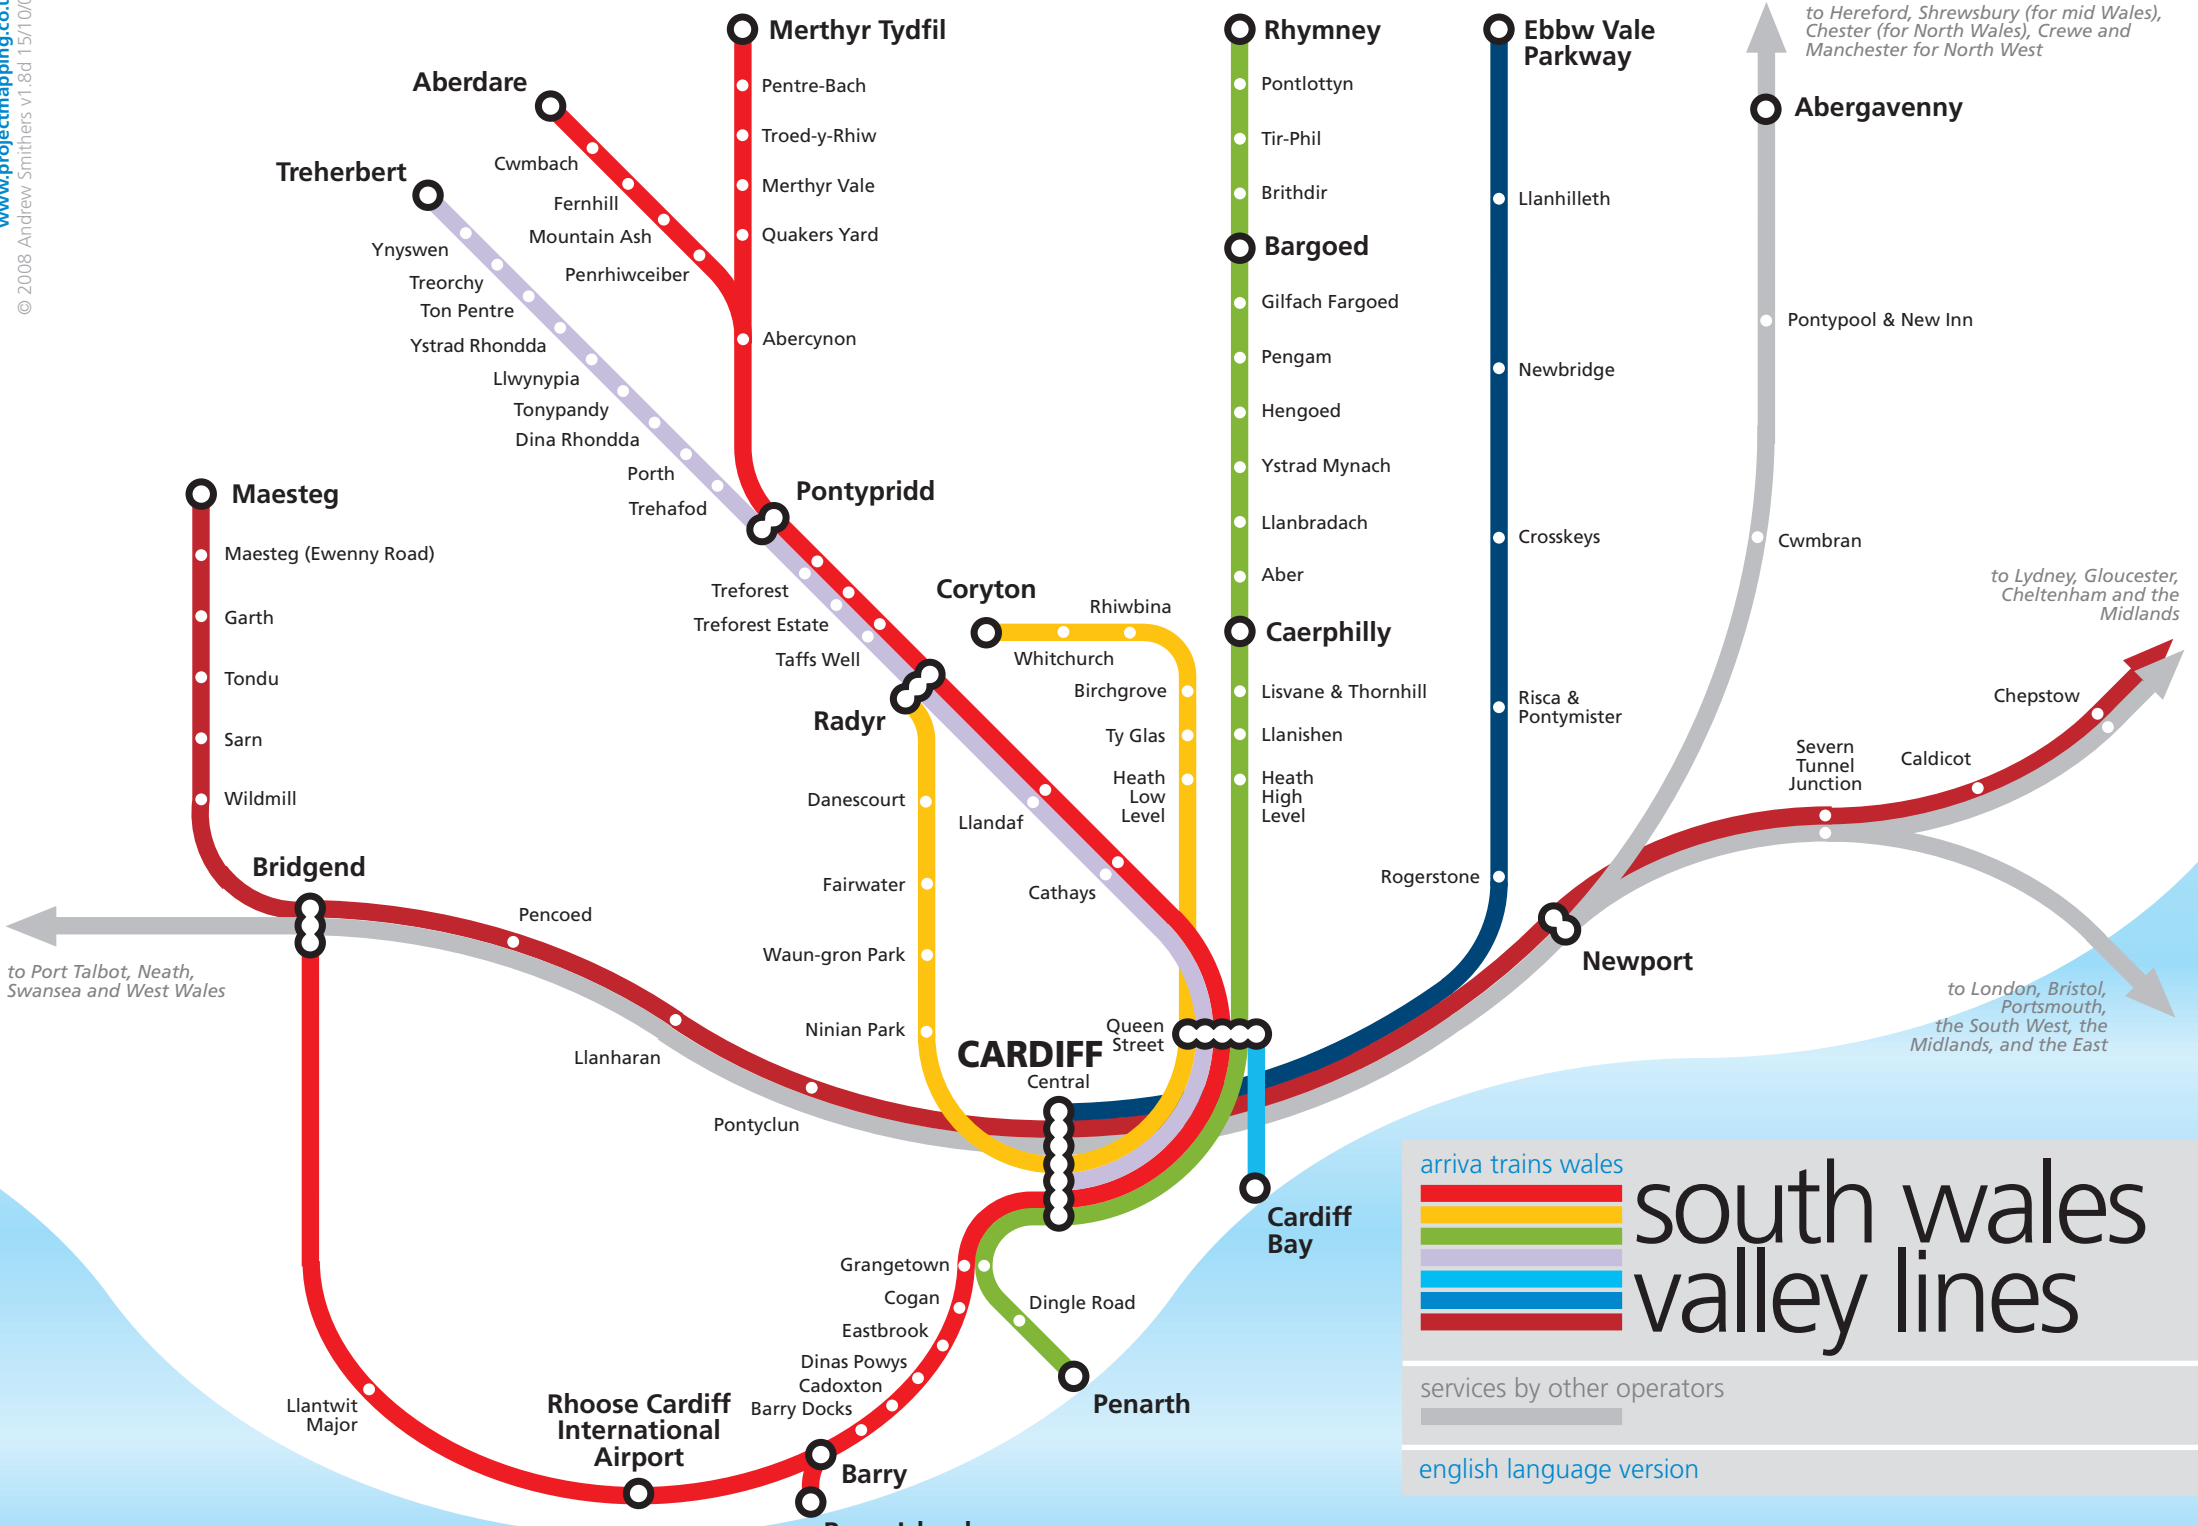 www.projectmapping.co.u
© 2008 Andrew Smithers v1.8d 15/10/0
Merthyr Tydfil
Pentre-Bach
Troed-y-Rhiw
Merthyr Vale
Quakers Yard
Abercynon
Aberdare
Cwmbach
Fernhill
Mountain Ash
Penrhiwceiber
Treherbert
Ynyswen
Treorchy
Ton Pentre
Ystrad Rhondda
Llwynypia
Tonypandy
Dina Rhondda
Porth
Trehafod
Pontypridd
Treforest
Treforest Estate
Taffs Well
Radyr
Danescourt
Fairwater
Waun-gron Park
Ninian Park
Llandaf
Cathays
Coryton
Rhiwbina
Whitchurch
Birchgrove
Ty Glas
Heath
Low
Level
Rhymney
Pontlottyn
Tir-Phil
Brithdir
Bargoed
Gilfach Fargoed
Pengam
Hengoed
Ystrad Mynach
Llanbradach
Aber
Caerphilly
Lisvane & Thornhill
Llanishen
Heath
High
Level
Ebbw Vale
Parkway
Llanhilleth
Newbridge
Crosskeys
Risca &
Pontymister
Rogerstone
to Hereford, Shrewsbury (for mid Wales),
Chester (for North Wales), Crewe and
Manchester for North West
Abergavenny
Pontypool & New Inn
Cwmbran
to Lydney, Gloucester,
Cheltenham and the
Midlands
Chepstow
Caldicot
Severn
Tunnel
Junction
Newport
to London, Bristol,
Portsmouth,
the South West, the
Midlands, and the East
Maesteg
Maesteg (Ewenny Road)
Garth
Tondu
Sarn
Wildmill
Bridgend
to Port Talbot, Neath,
Swansea and West Wales
Pencoed
Llanharan
Pontyclun
CARDIFF
Central
Queen
Street
Cardiff
Bay
Grangetown
Cogan
Eastbrook
Dinas Powys
Cadoxton
Barry Docks
Dingle Road
Penarth
Barry
Rhoose Cardiff
International
Airport
Llantwit
Major
arriva trains wales
south wales
valley lines
services by other operators
english language version